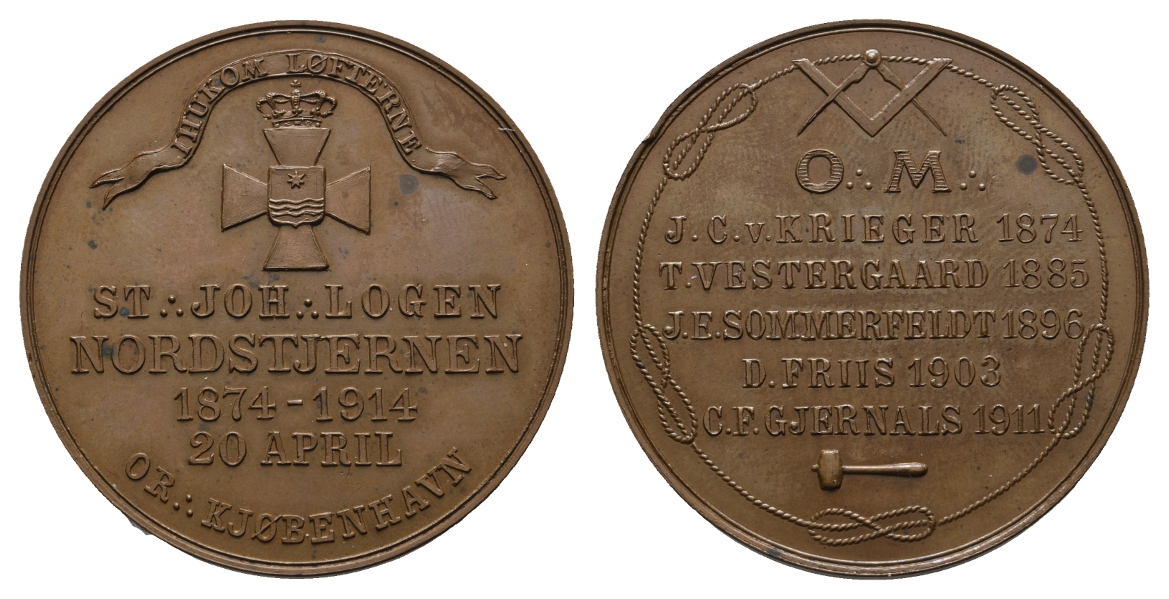 IHUKOM LØFTERNE
ST∴JOH∴LOGEN
NORDSTJERNEN
1874-1914
20 APRIL
OR∴KJØBENHAVN
O∴M∴
J.C.v.KRIEGER 1874
T.VESTERGAARD 1885
J.E.SOMMERFELDT 1896
D.FRIIS 1903
C.F.GJERNALS 1911